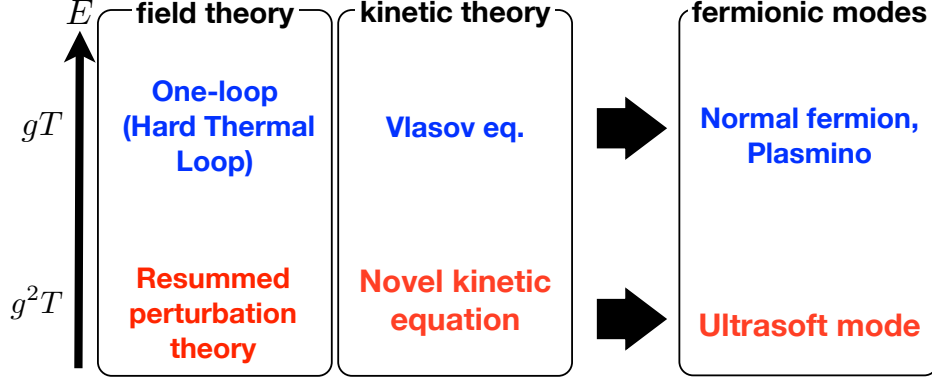 E
field theory
kinetic theory
fermionic modes
gT
One-loop
(Hard Thermal
Loop)
Vlasov eq.
Normal fermion,
Plasmino
g²T
Resummed
perturbation
theory
Novel kinetic
equation
Ultrasoft mode